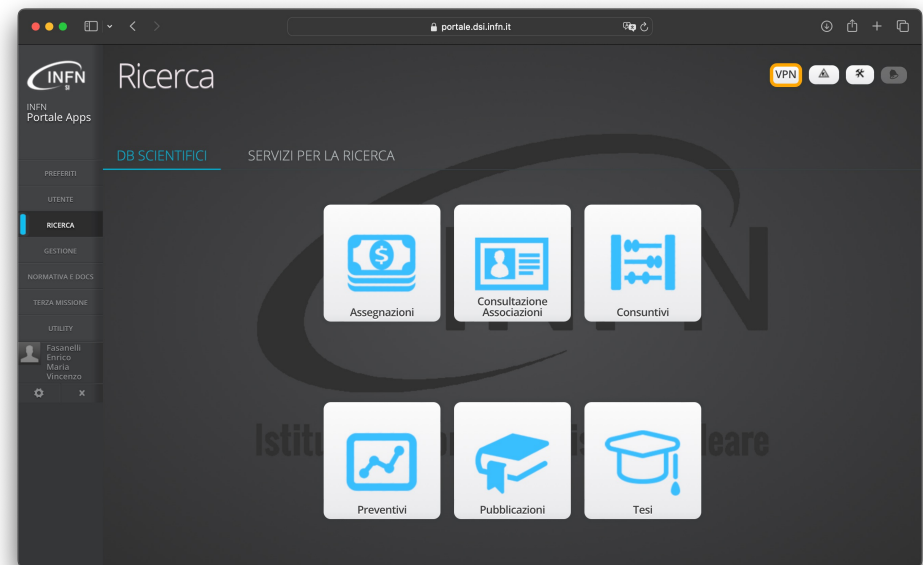 portale.dsi.infn.it
INFN
SI
INFN
Portale Apps
Ricerca
VPN
DB SCIENTIFICI
SERVIZI PER LA RICERCA
PREFERITI
UTENTE
RICERCA
GESTIONE
NORMATIVA E DOCS
TERZA MISSIONE
UTILITY
Fasanelli
Enrico
Maria
Vincenzo
Assegnazioni
Consultazione
Associazioni
Consuntivi
Preventivi
Pubblicazioni
Tesi